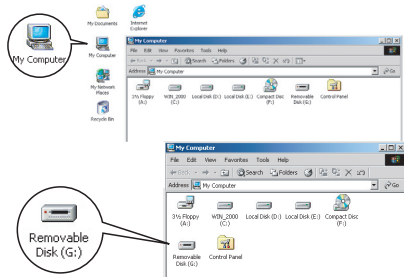 My Documents
Internet
Explorer
My Computer
My Computer
My Network
Places
Recycle Bin
My Computer
File Edit View Favorites Tools Help
Back Search Folders
Address My Computer Go
3½ Floppy
(A:)
WIN_2000
(C:)
Local Disk (D:)
Local Disk (E:)
Compact Disc
(F:)
Removable
Disk (G:)
Control Panel
My Computer
File Edit View Favorites Tools Help
Back Search Folders
Address My Computer Go
3½ Floppy
(A:)
WIN_2000
(C:)
Local Disk (D:)
Local Disk (E:)
Compact Disc
(F:)
Removable
Disk (G:)
Control Panel
Removable
Disk (G:)